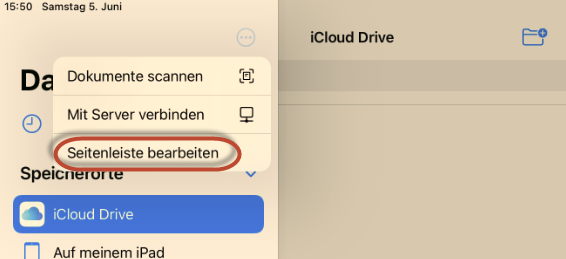 15:50 Samstag 5. Juni
iCloud Drive
Da
Dokumente scannen
Mit Server verbinden
Seitenleiste bearbeiten
Speicherorte
iCloud Drive
Auf meinem iPad